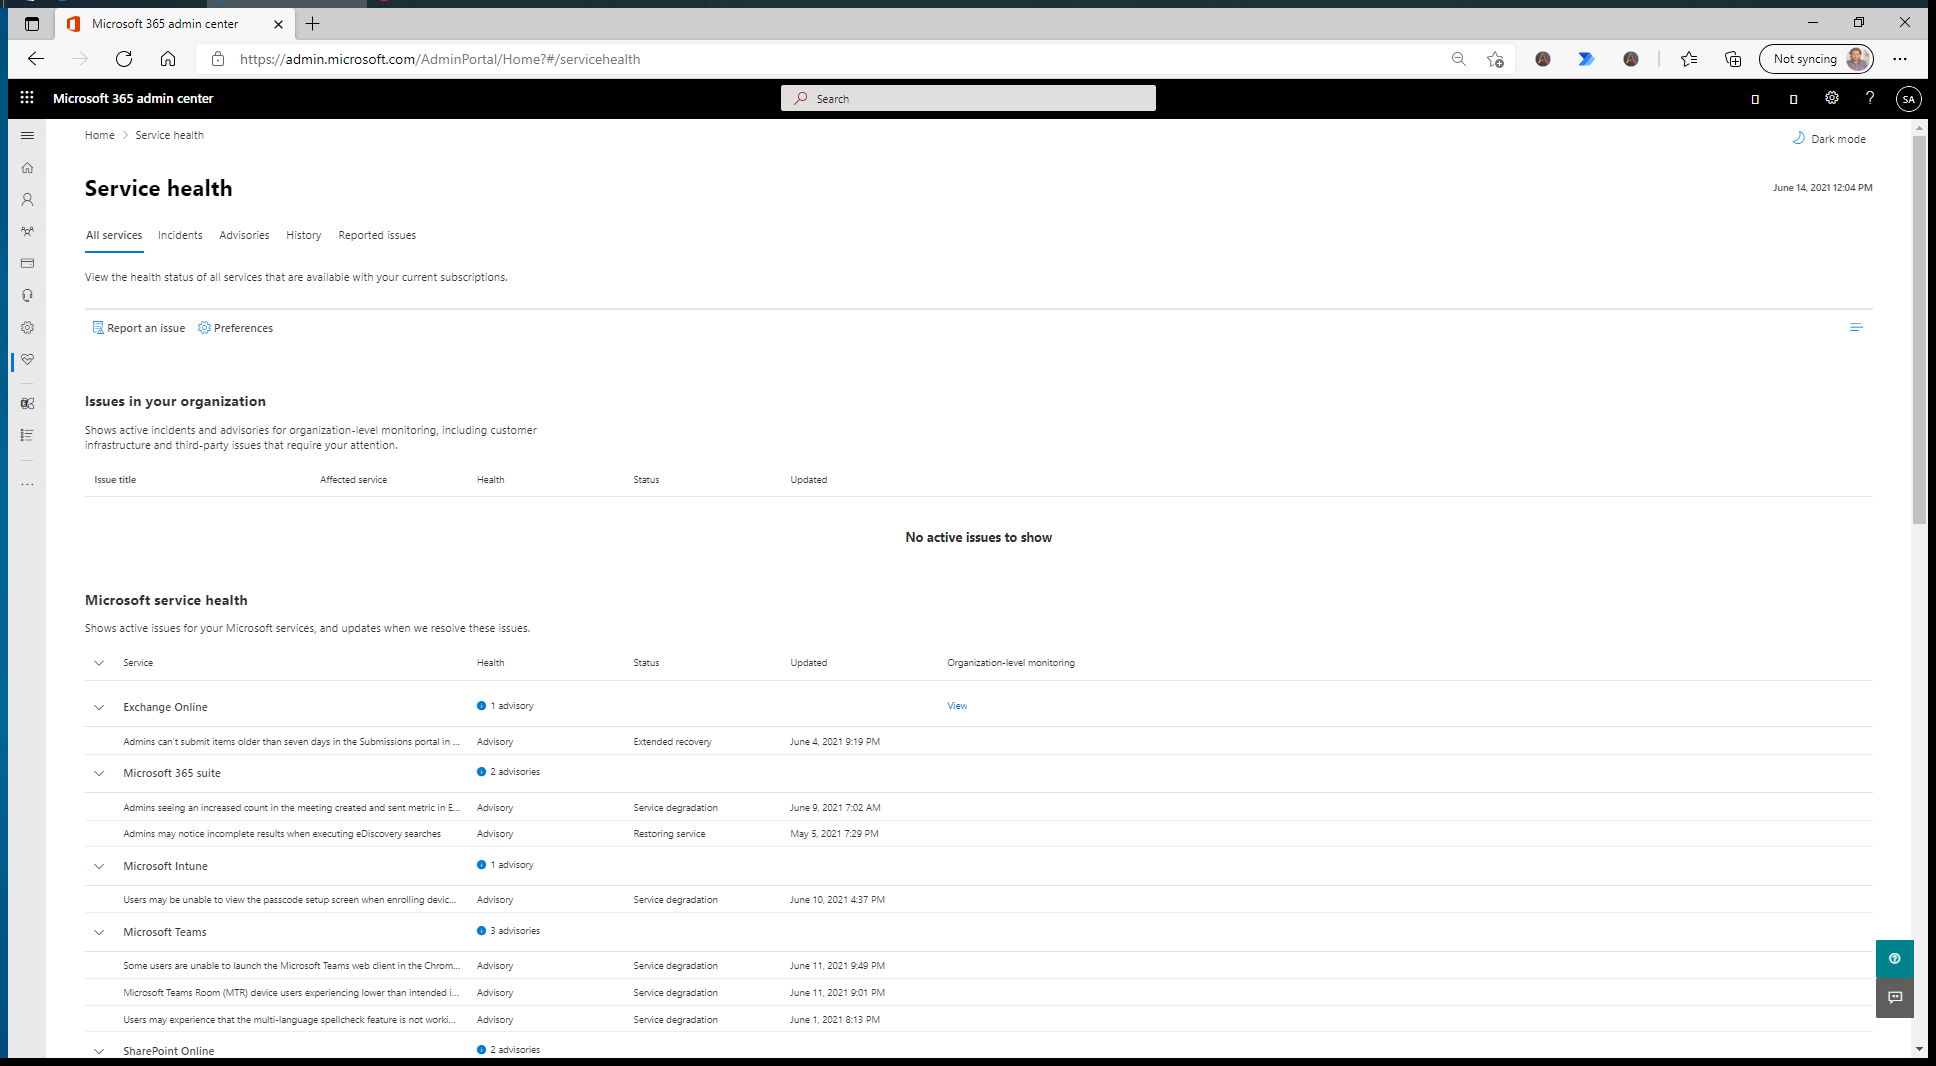 Microsoft 365 admin center
https://admin.microsoft.com/AdminPortal/Home?#/servicehealth
Not syncing
Microsoft 365 admin center
Search
?
SA
Home > Service health
Dark mode
Service health
June 14, 2021 12:04 PM
All services Incidents Advisories History Reported issues
View the health status of all services that are available with your current subscriptions.
Report an issue Preferences
Issues in your organization
Shows active incidents and advisories for organization-level monitoring, including customer
infrastructure and third-party issues that require your attention.
Issue title Affected service Health Status Updated
No active issues to show
Microsoft service health
Shows active issues for your Microsoft services, and updates when we resolve these issues.
Service Health Status Updated Organization-level monitoring
Exchange Online 1 advisory View
Admins can't submit items older than seven days in the Submissions portal in ... Advisory Extended recovery June 4, 2021 9:19 PM
Microsoft 365 suite 2 advisories
Admins seeing an increased count in the meeting created and sent metric in E... Advisory Service degradation June 9, 2021 7:02 AM
Admins may notice incomplete results when executing eDiscovery searches Advisory Restoring service May 5, 2021 7:29 PM
Microsoft Intune 1 advisory
Users may be unable to view the passcode setup screen when enrolling devic... Advisory Service degradation June 10, 2021 4:37 PM
Microsoft Teams 3 advisories
Some users are unable to launch the Microsoft Teams web client in the Chrom... Advisory Service degradation June 11, 2021 9:49 PM
Microsoft Teams Room (MTR) device users experiencing lower than intended i... Advisory Service degradation June 11, 2021 9:01 PM
Users may experience that the multi-language spellcheck feature is not worki... Advisory Service degradation June 1, 2021 8:13 PM
SharePoint Online 2 advisories